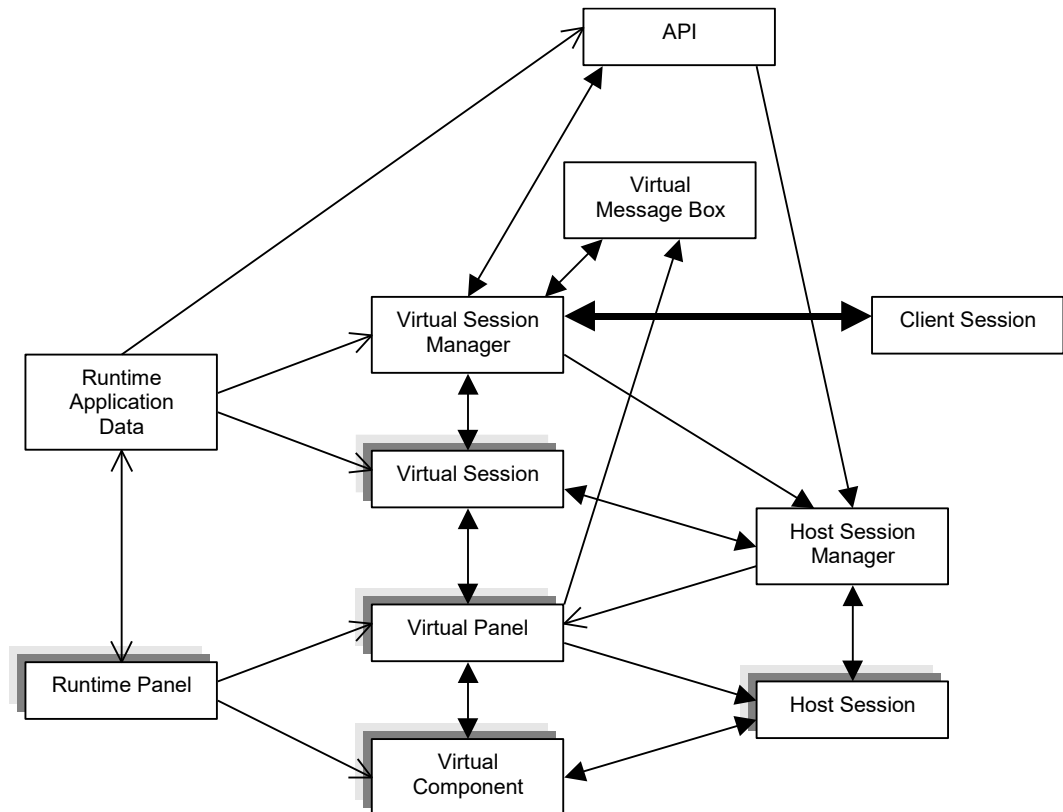 API
Virtual
Message Box
Virtual Session
Manager
Client Session
Runtime
Application
Data
Virtual Session
Host Session
Manager
Virtual Panel
Runtime Panel
Host Session
Virtual
Component